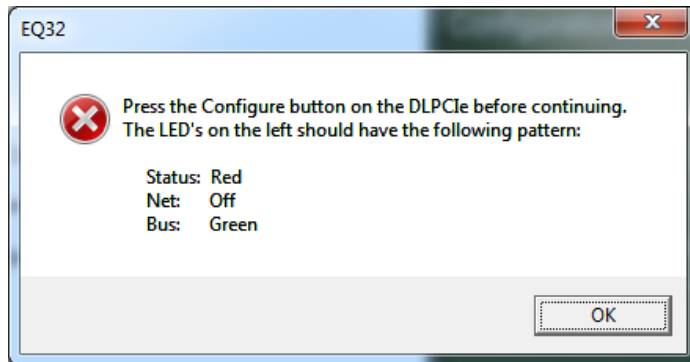 EQ32
Press the Configure button on the DLPCIe before continuing.
The LED's on the left should have the following pattern:
Status: Red
Net: Off
Bus: Green
OK